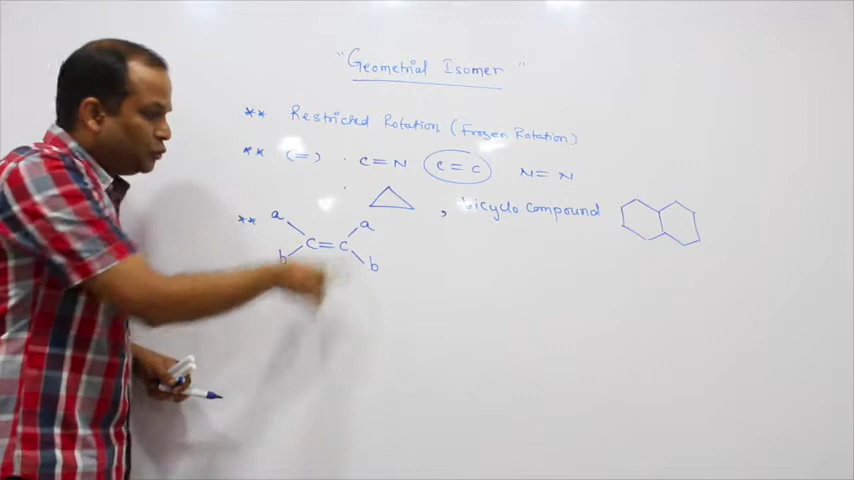 "Geometrial Isomer"
** Restricted Rotation (Frozen Rotation)
** (=) · C=N C=C N=N
· , bicyclo Compound
** a a
C=C
b b